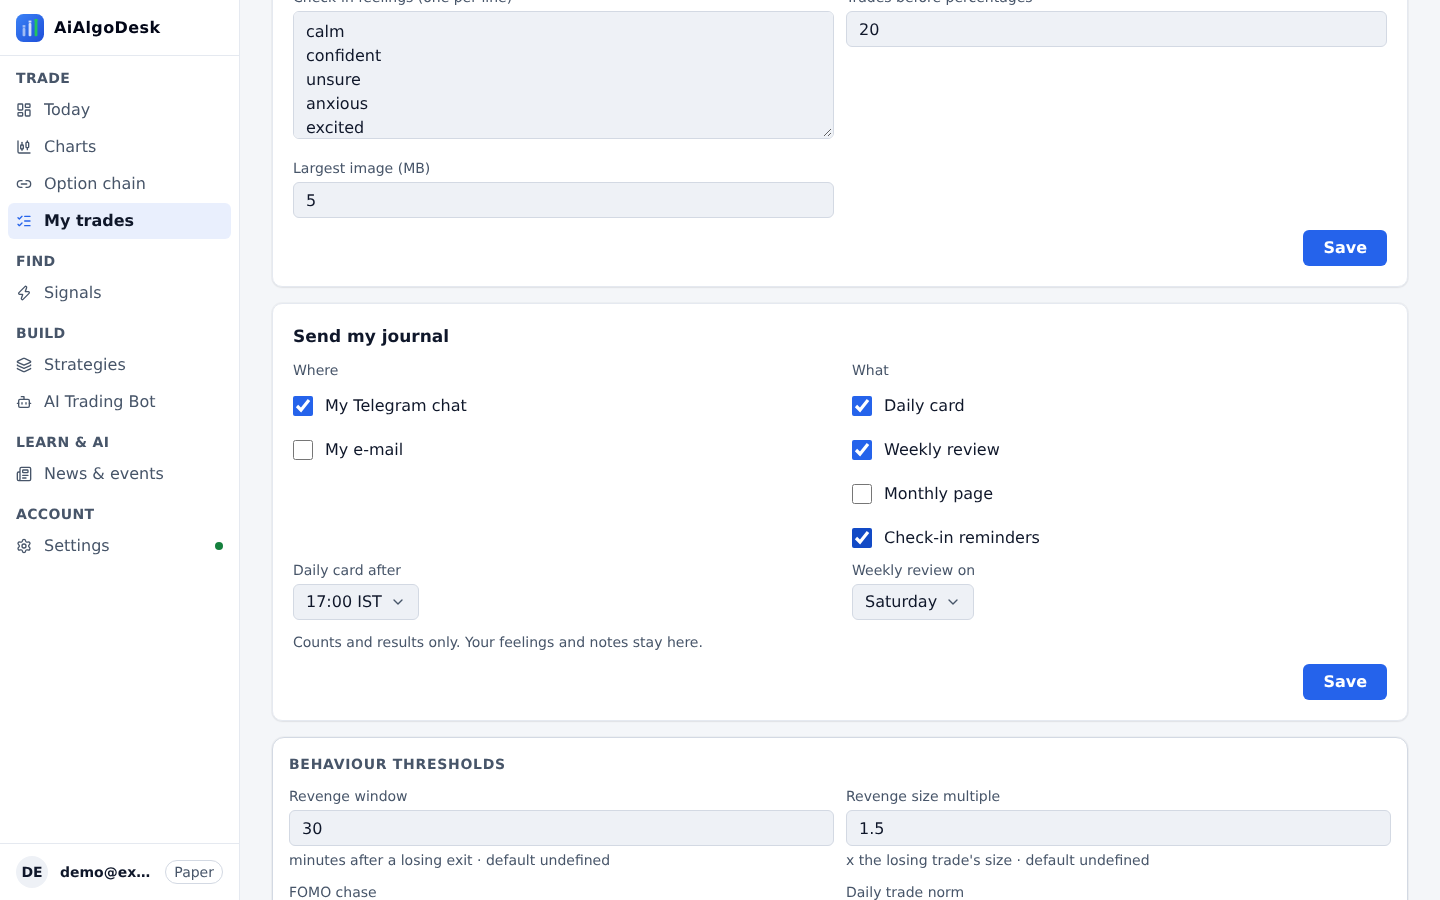 AiAlgoDesk
TRADE
Today
Charts
Option chain
My trades
FIND
Signals
BUILD
Strategies
AI Trading Bot
LEARN & AI
News & events
ACCOUNT
Settings
DE
demo@ex...
Paper
calm
confident
unsure
anxious
excited
20
Largest image (MB)
5
Save
Send my journal
Where
My Telegram chat
My e-mail
What
Daily card
Weekly review
Monthly page
Check-in reminders
Daily card after
17:00 IST
Weekly review on
Saturday
Counts and results only. Your feelings and notes stay here.
Save
BEHAVIOUR THRESHOLDS
Revenge window
30
minutes after a losing exit · default undefined
Revenge size multiple
1.5
x the losing trade's size · default undefined
FOMO chase
Daily trade norm